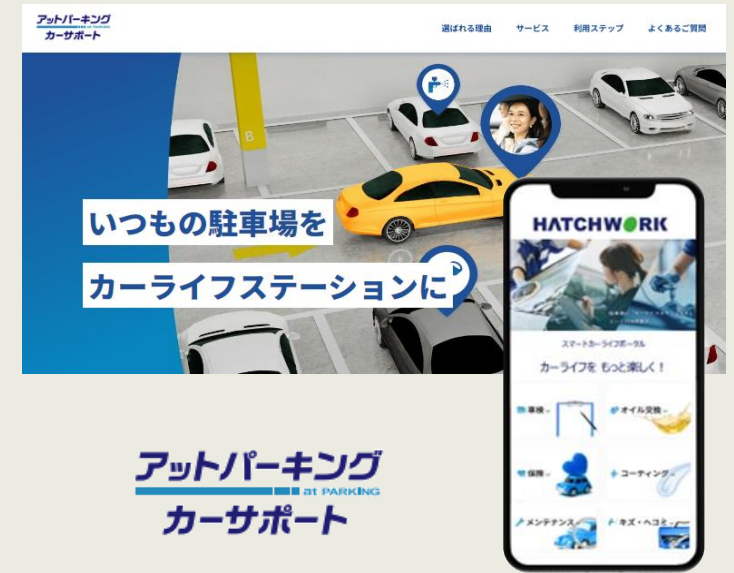 アットパーキング
at PARKING
カーサポート
選ばれる理由 サービス 利用ステップ よくあるご質問
B
いつもの駐車場を
カーライフステーションに
HATCHWORK
スマートカーライフポータル
カーライフを もっと楽しく！
車検
オイル交換
保険
コーティング
メンテナンス
キズ・ヘコミ
アットパーキング
at PARKING
カーサポート